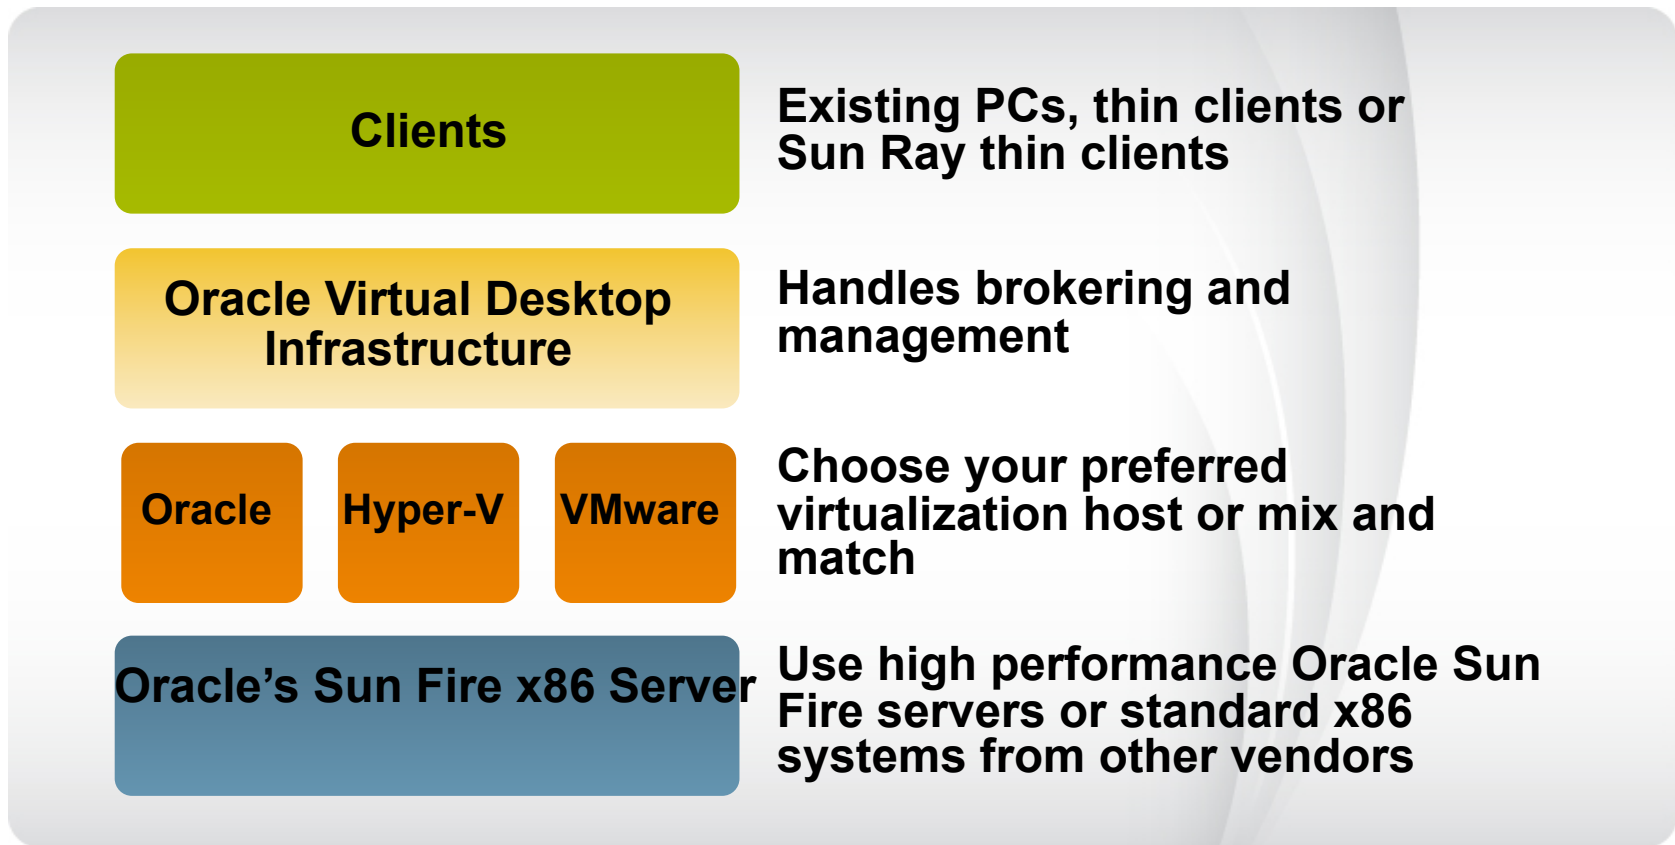 Clients
Existing PCs, thin clients or
Sun Ray thin clients
Oracle Virtual Desktop
Infrastructure
Handles brokering and
management
Oracle
Hyper-V
VMware
Choose your preferred
virtualization host or mix and
match
Oracle’s Sun Fire x86 Server
Use high performance Oracle Sun
Fire servers or standard x86
systems from other vendors